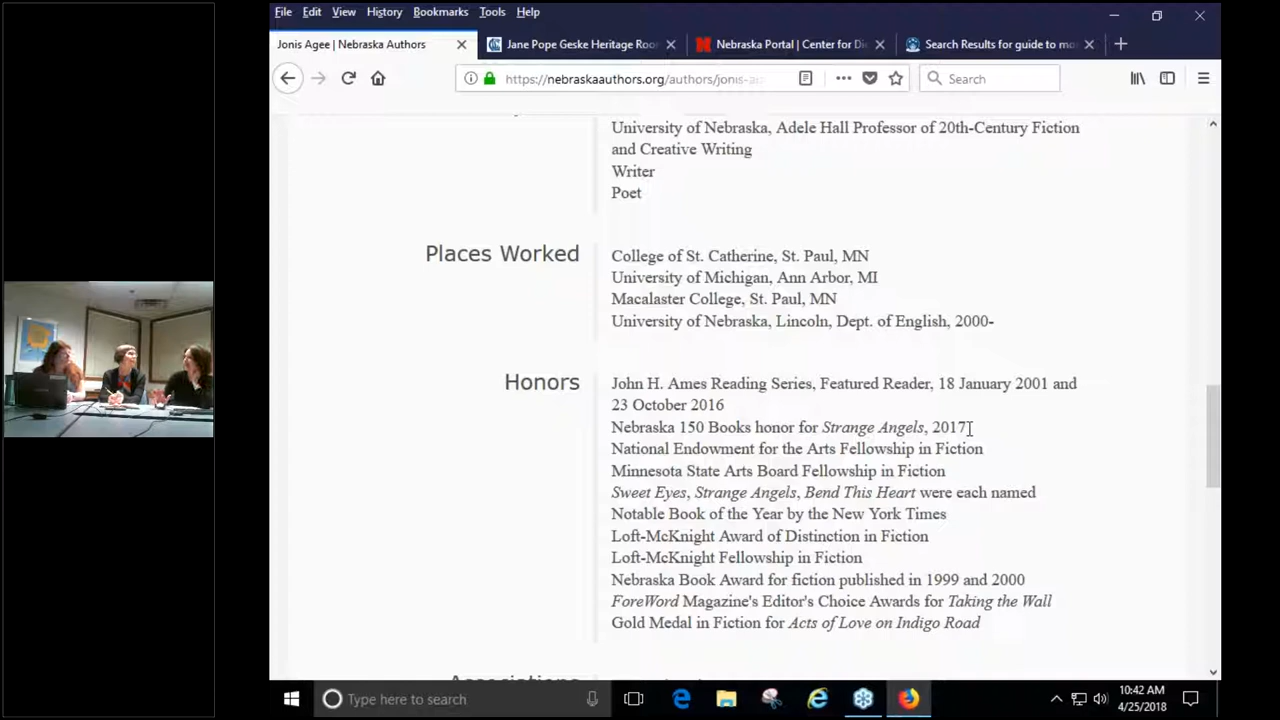 File Edit View History Bookmarks Tools Help
Jonis Agee | Nebraska Authors
Jane Pope Geske Heritage Roo
Nebraska Portal | Center for Di
Search Results for guide to mo
https://nebraskaauthors.org/authors/jonis-a
Search
University of Nebraska, Adele Hall Professor of 20th-Century Fiction
and Creative Writing
Writer
Poet
Places Worked
College of St. Catherine, St. Paul, MN
University of Michigan, Ann Arbor, MI
Macalaster College, St. Paul, MN
University of Nebraska, Lincoln, Dept. of English, 2000-
Honors
John H. Ames Reading Series, Featured Reader, 18 January 2001 and
23 October 2016
Nebraska 150 Books honor for Strange Angels, 2017
National Endowment for the Arts Fellowship in Fiction
Minnesota State Arts Board Fellowship in Fiction
Sweet Eyes, Strange Angels, Bend This Heart were each named
Notable Book of the Year by the New York Times
Loft-McKnight Award of Distinction in Fiction
Loft-McKnight Fellowship in Fiction
Nebraska Book Award for fiction published in 1999 and 2000
ForeWord Magazine's Editor's Choice Awards for Taking the Wall
Gold Medal in Fiction for Acts of Love on Indigo Road
Associations
Type here to search
10:42 AM
4/25/2018